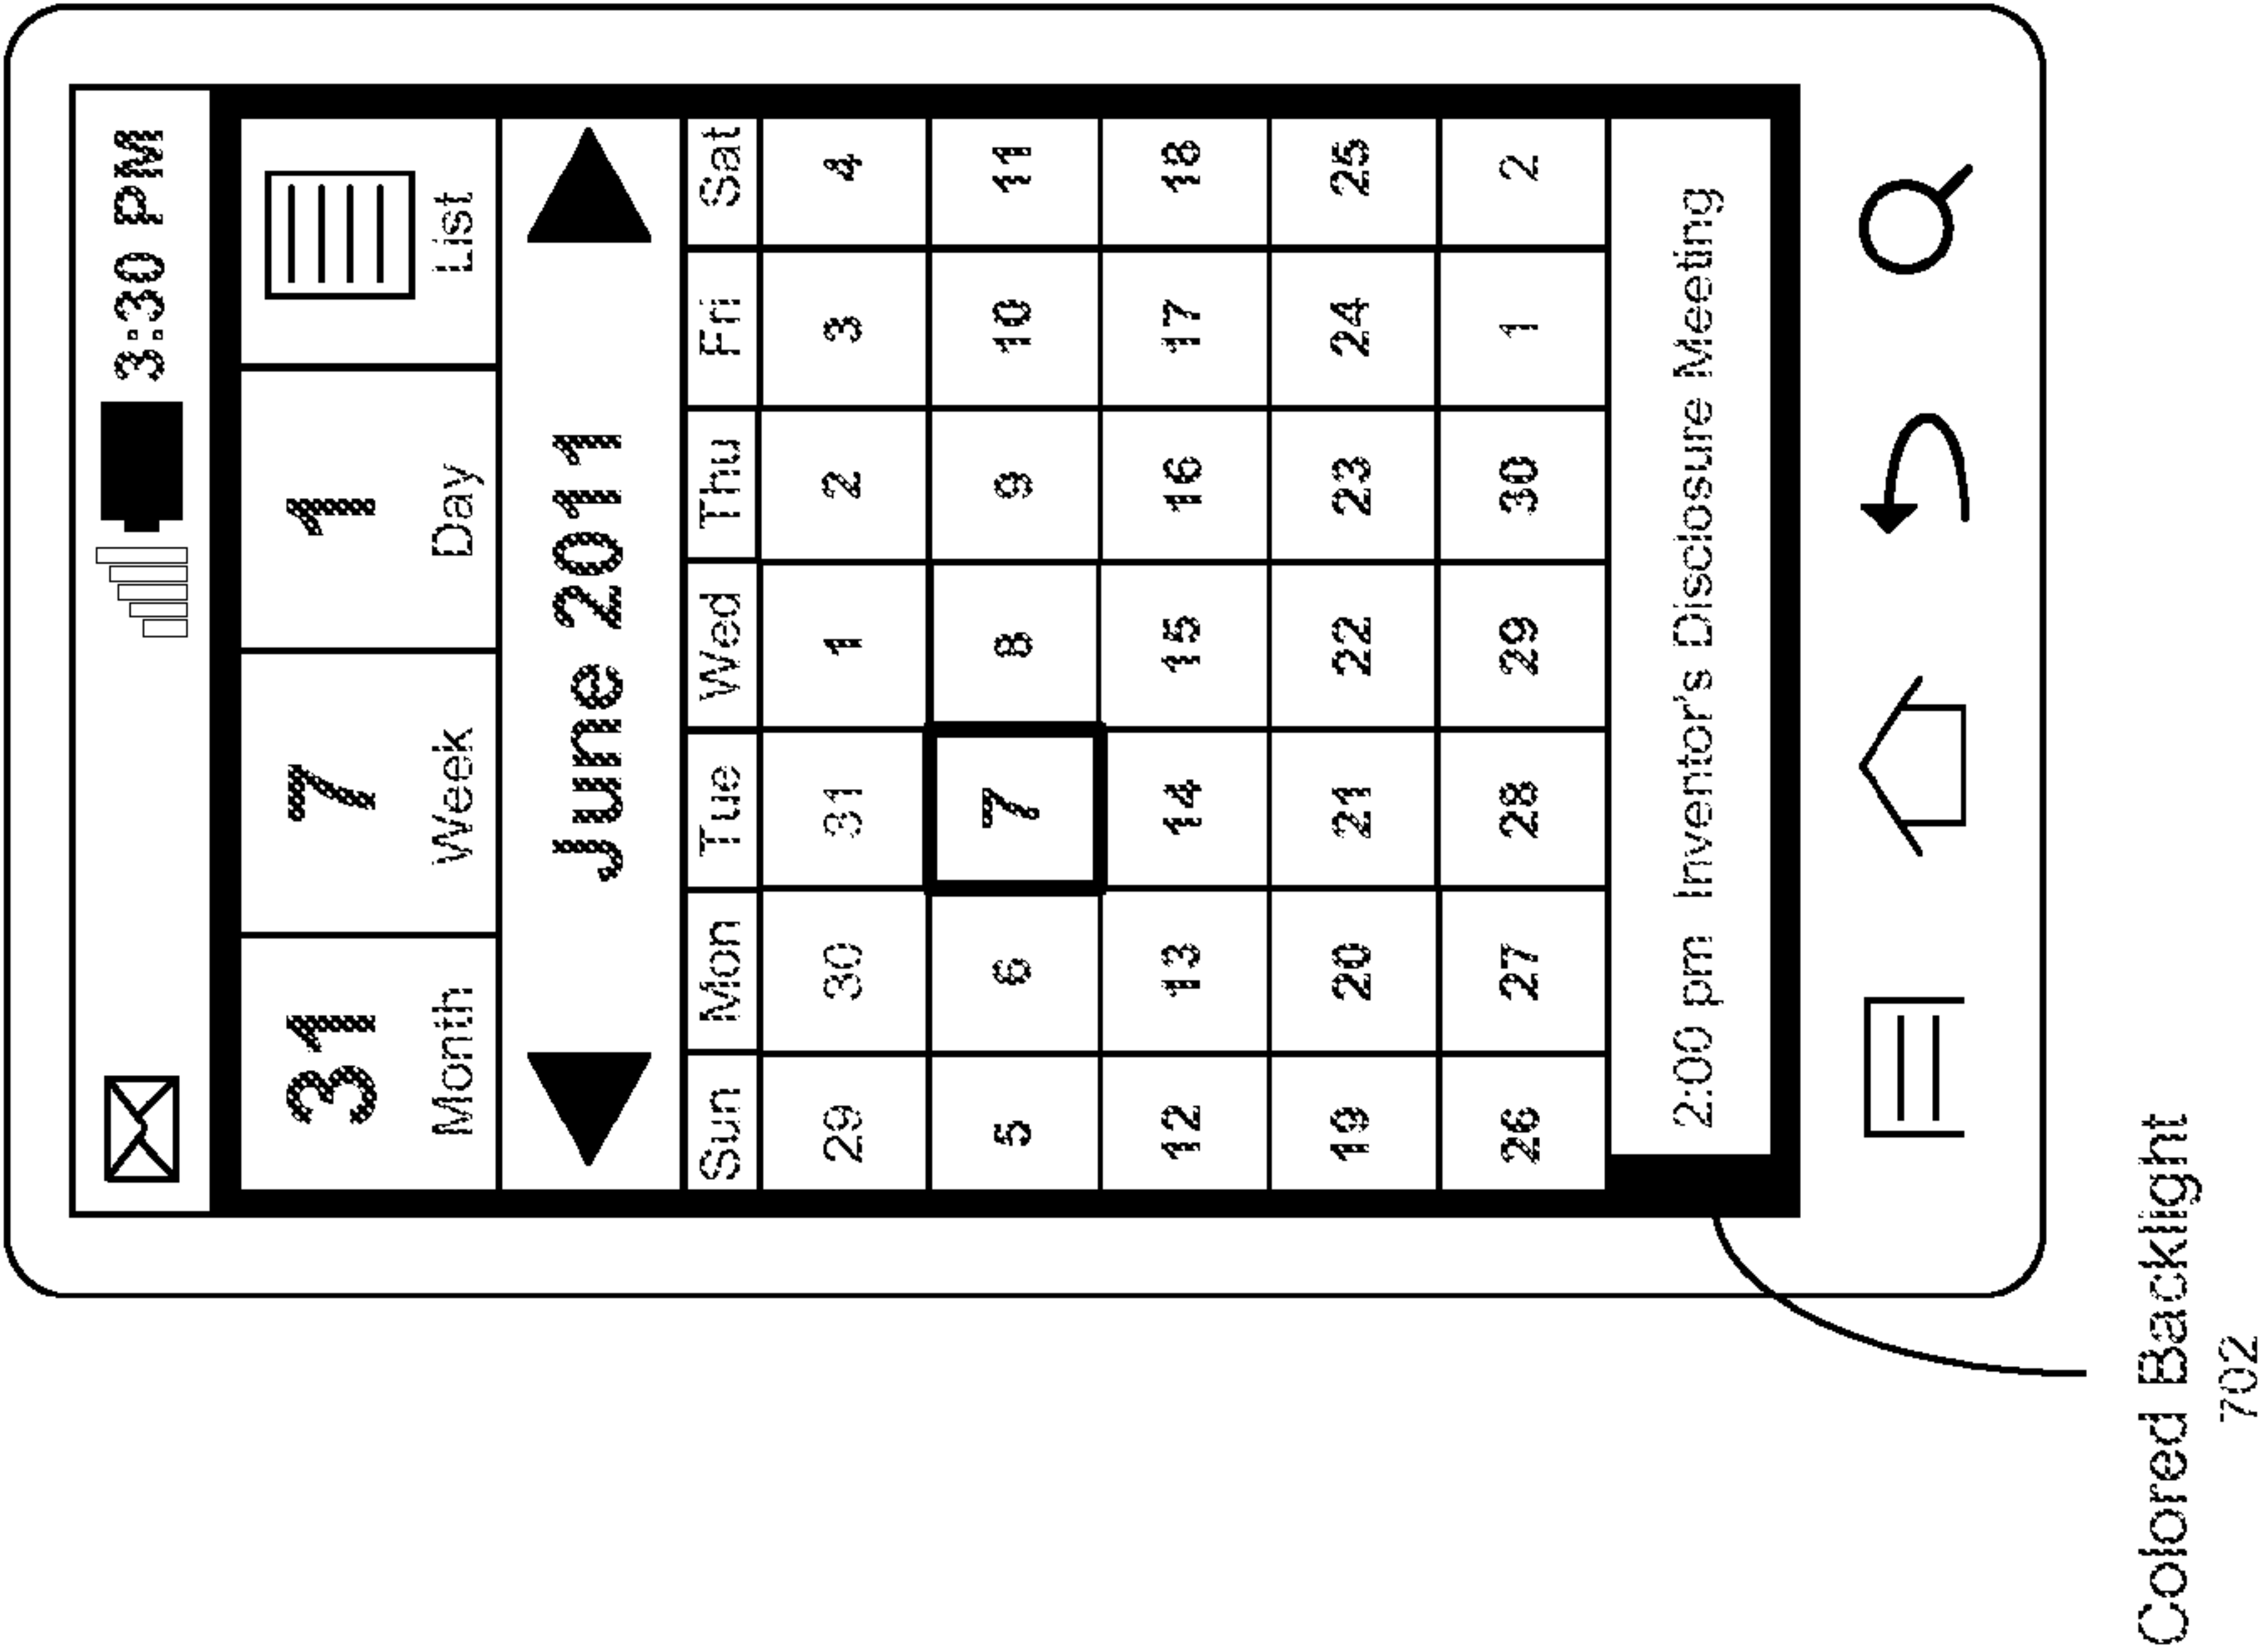 3:30 PM
31 7 1
Month Week Day List
June 2011
Sun Mon Tue Wed Thu Fri Sat
29 30 31 1 2 3 4
5 6 7 8 9 10 11
12 13 14 15 16 17 18
19 20 21 22 23 24 25
26 27 28 29 30 1 2
2:00 pm Inventor's Disclosure Meeting
Colored Backlight
702